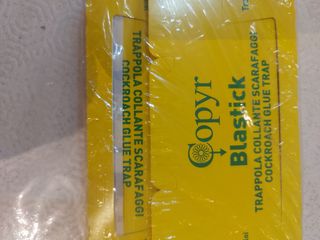 TRAPPOLA COLLANTE SCARAFAGGI
COCKROACH GLUE TRAP
Copyr
Blastick
TRAPPOLA COLLANTE SCARAFAGGI
COCKROACH GLUE TRAP